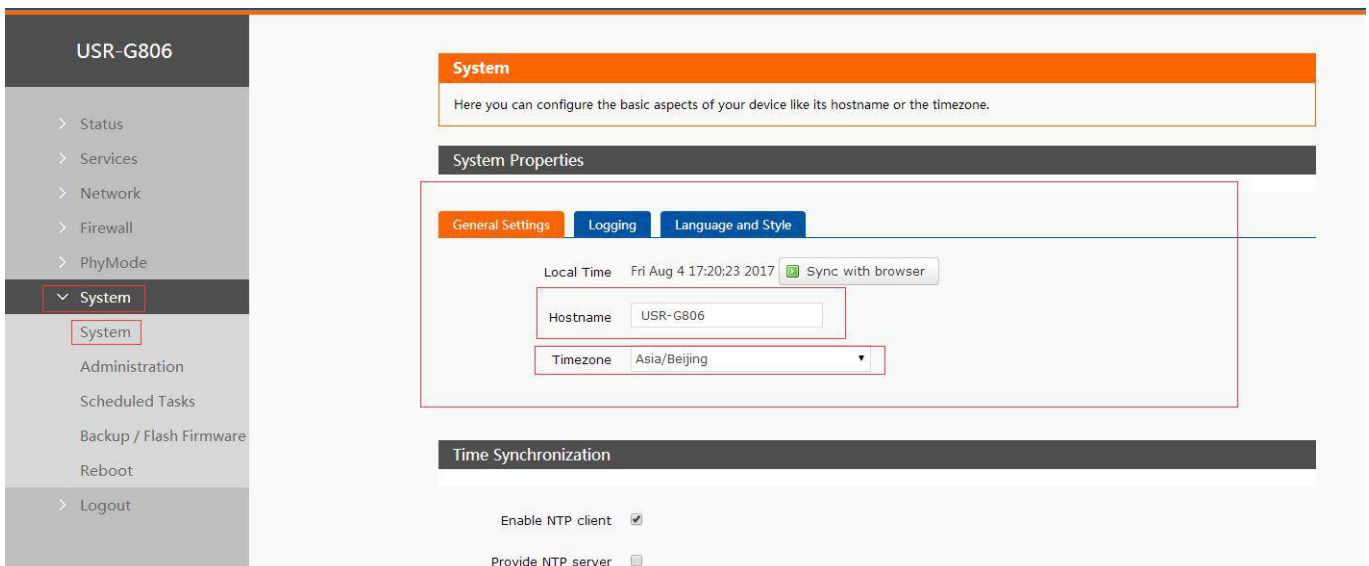 USR-G806
Status
Services
Network
Firewall
PhyMode
System
System
Administration
Scheduled Tasks
Backup / Flash Firmware
Reboot
Logout
System
Here you can configure the basic aspects of your device like its hostname or the timezone.
System Properties
General Settings Logging Language and Style
Local Time Fri Aug 4 17:20:23 2017 Sync with browser
Hostname USR-G806
Timezone Asia/Beijing
Time Synchronization
Enable NTP client
Provide NTP server